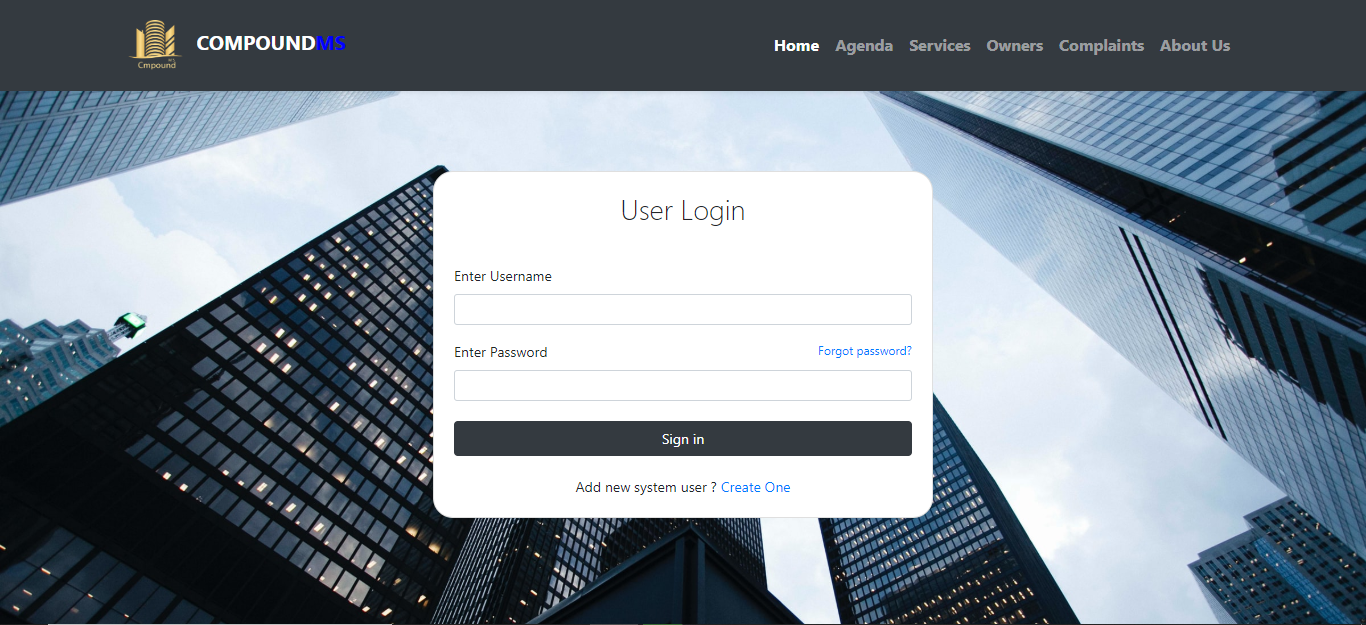 Cmpound
COMPOUNDMS
Home Agenda Services Owners Complaints About Us
User Login
Enter Username
Enter Password
Forgot password?
Sign in
Add new system user ? Create One